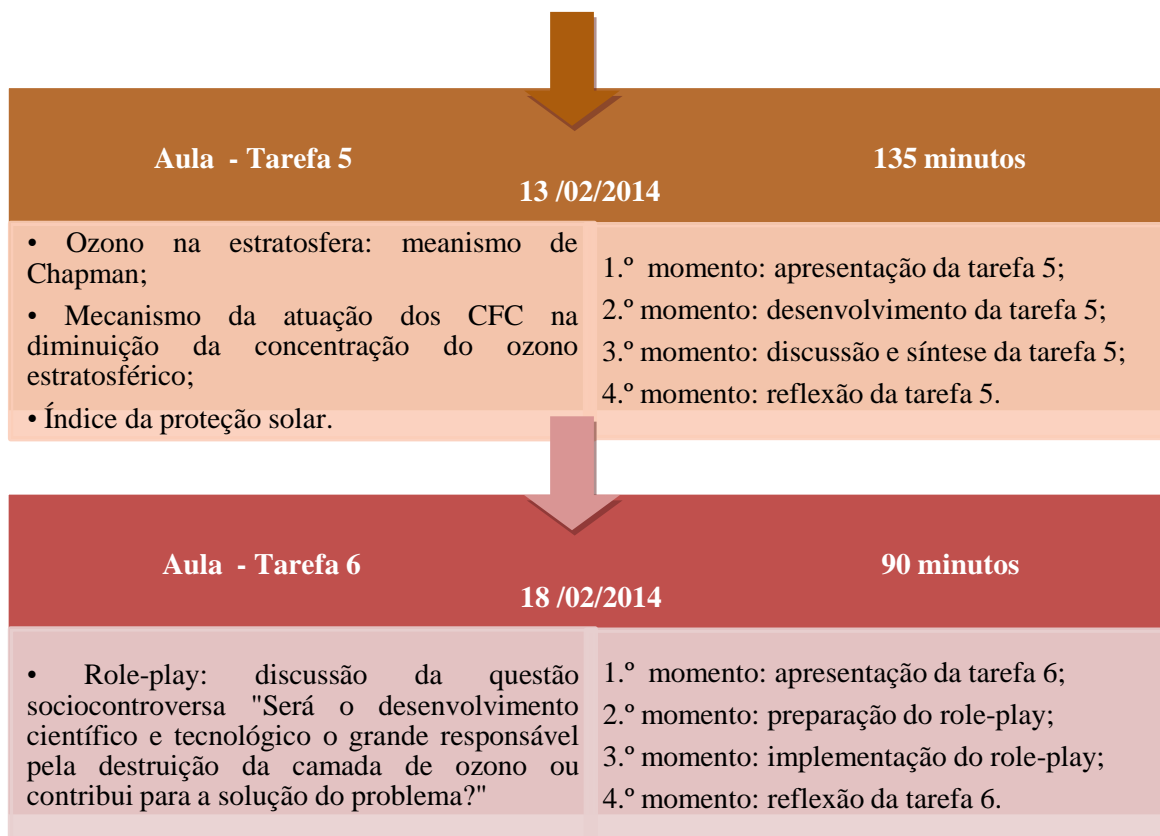 Aula - Tarefa 5
135 minutos
13 /02/2014
• Ozono na estratosfera: meanismo de
Chapman;
• Mecanismo da atuação dos CFC na
diminuição da concentração do ozono
estratosférico;
• Índice da proteção solar.
1.º momento: apresentação da tarefa 5;
2.º momento: desenvolvimento da tarefa 5;
3.º momento: discussão e síntese da tarefa 5;
4.º momento: reflexão da tarefa 5.
Aula - Tarefa 6
90 minutos
18 /02/2014
• Role-play: discussão da questão
sociocontroversa "Será o desenvolvimento
científico e tecnológico o grande responsável
pela destruição da camada de ozono ou
contribui para a solução do problema?"
1.º momento: apresentação da tarefa 6;
2.º momento: preparação do role-play;
3.º momento: implementação do role-play;
4.º momento: reflexão da tarefa 6.